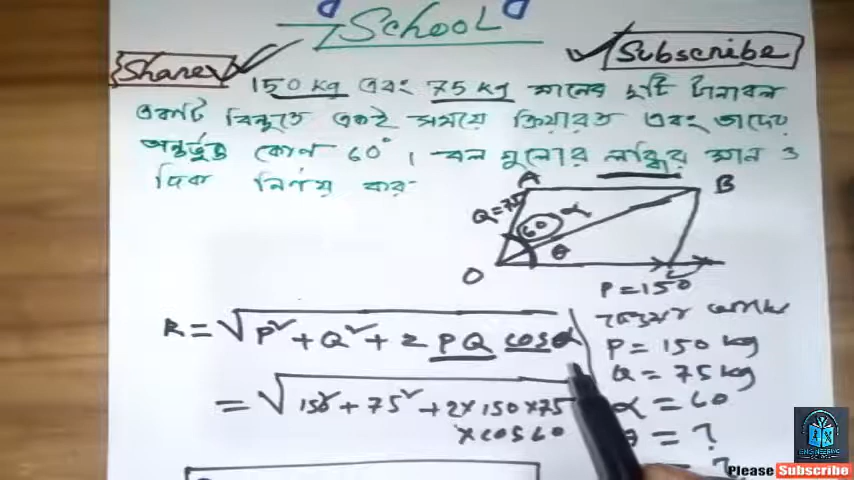 School
Share
Subscribe
150 kg এবং 75 kg মানের দুটি টানাবল
একটি বিন্দুতে একই সময়ে ক্রিয়ারত এবং তাদের
অন্তর্ভুক্ত কোণ 60°। বল গুলোর লব্ধির মান ও
দিক নির্ণয় কর
A
B
Q=75
60
α
θ
O
P=150
R = √P²+Q²+2 PQ cosα
= √150²+75²+2×150×75
×cos60
P = 150 kg
Q = 75 kg
α = 60
θ = ?
= ?
ENGINEERING
SCHOOL
Please Subscribe